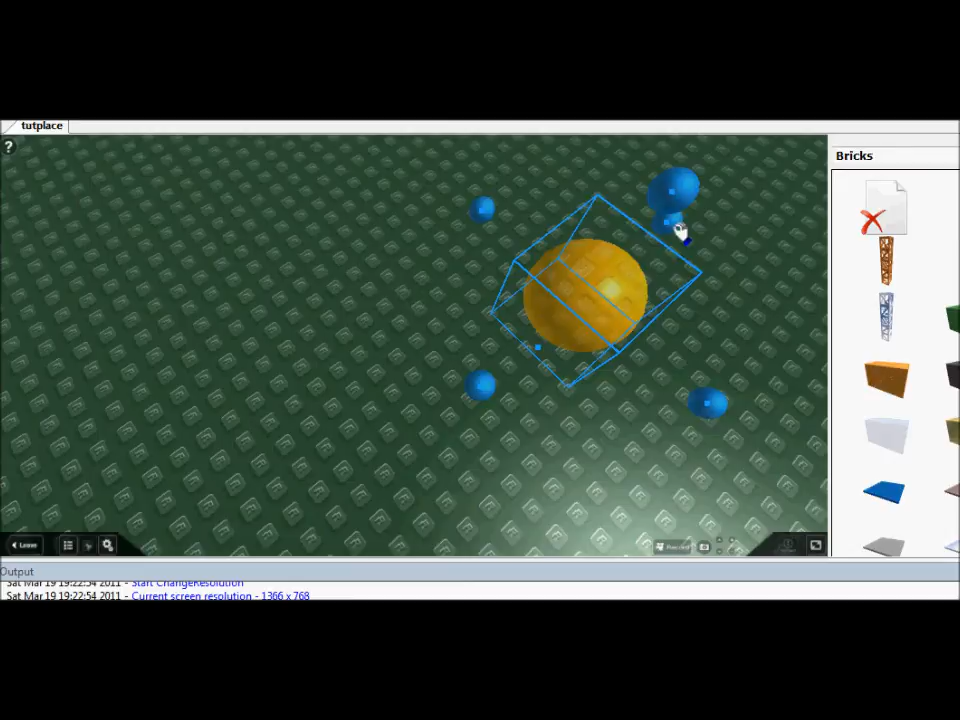 tutplace
?
Bricks
Leave
Output
Sat Mar 19 19:22:54 2011 - Start ChangeResolution
Sat Mar 19 19:22:54 2011 - Current screen resolution - 1366 x 768